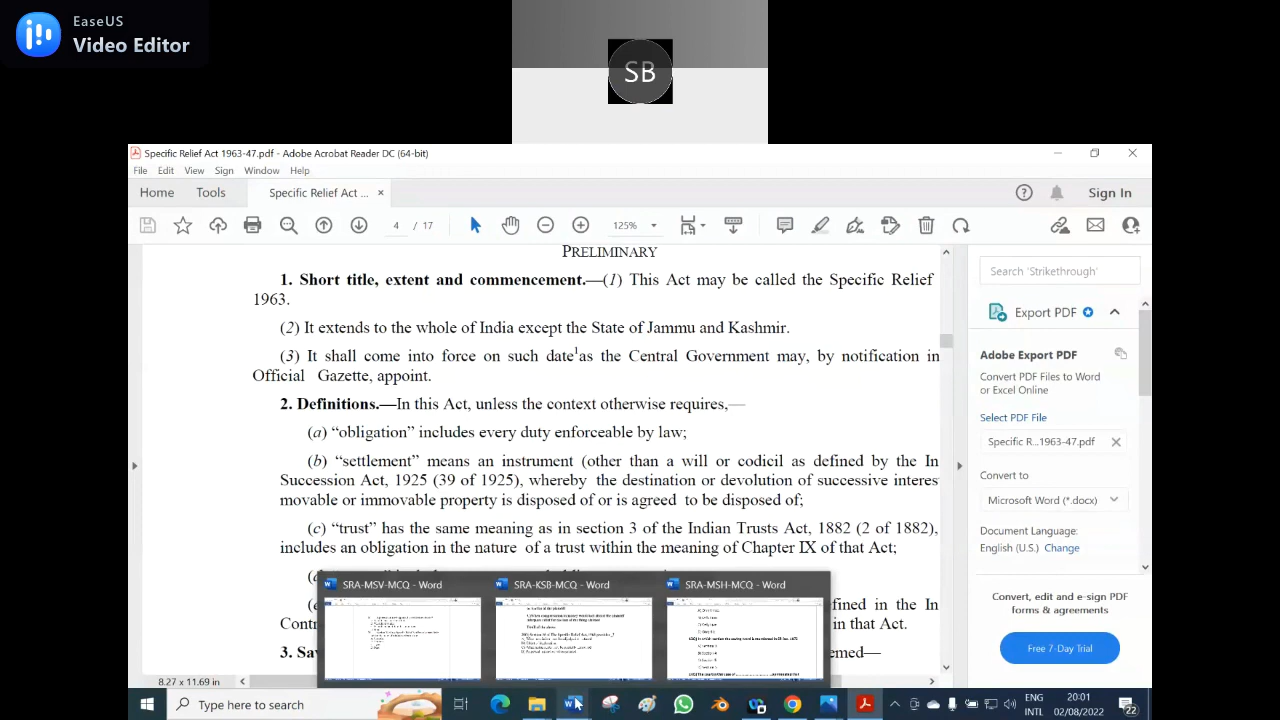 EaseUS
Video Editor
SB
Specific Relief Act 1963-47.pdf - Adobe Acrobat Reader DC (64-bit)
File Edit View Sign Window Help
Home Tools Specific Relief Act ... × Sign In
4 / 17 125%
PRELIMINARY
1. Short title, extent and commencement.—(1) This Act may be called the Specific Relief
1963.
(2) It extends to the whole of India except the State of Jammu and Kashmir.
(3) It shall come into force on such date1as the Central Government may, by notification in
Official Gazette, appoint.
2. Definitions.—In this Act, unless the context otherwise requires,—
(a) “obligation” includes every duty enforceable by law;
(b) “settlement” means an instrument (other than a will or codicil as defined by the In
Succession Act, 1925 (39 of 1925), whereby the destination or devolution of successive interes
movable or immovable property is disposed of or is agreed to be disposed of;
(c) “trust” has the same meaning as in section 3 of the Indian Trusts Act, 1882 (2 of 1882),
includes an obligation in the nature of a trust within the meaning of Chapter IX of that Act;
(e fined in the In
Contr in that Act.
3. Sav emed—
8.27 x 11.69 in
Search 'Strikethrough'
Export PDF
Adobe Export PDF
Convert PDF Files to Word
or Excel Online
Select PDF File
Specific R...1963-47.pdf
Convert to
Microsoft Word (*.docx)
Document Language:
English (U.S.) Change
Convert, edit and e-sign PDF
forms & agreements
Free 7-Day Trial
SRA-MSV-MCQ - Word
SRA-KSB-MCQ - Word
SRA-MSH-MCQ - Word
Type here to search
ENG
INTL
20:01
02/08/2022
22